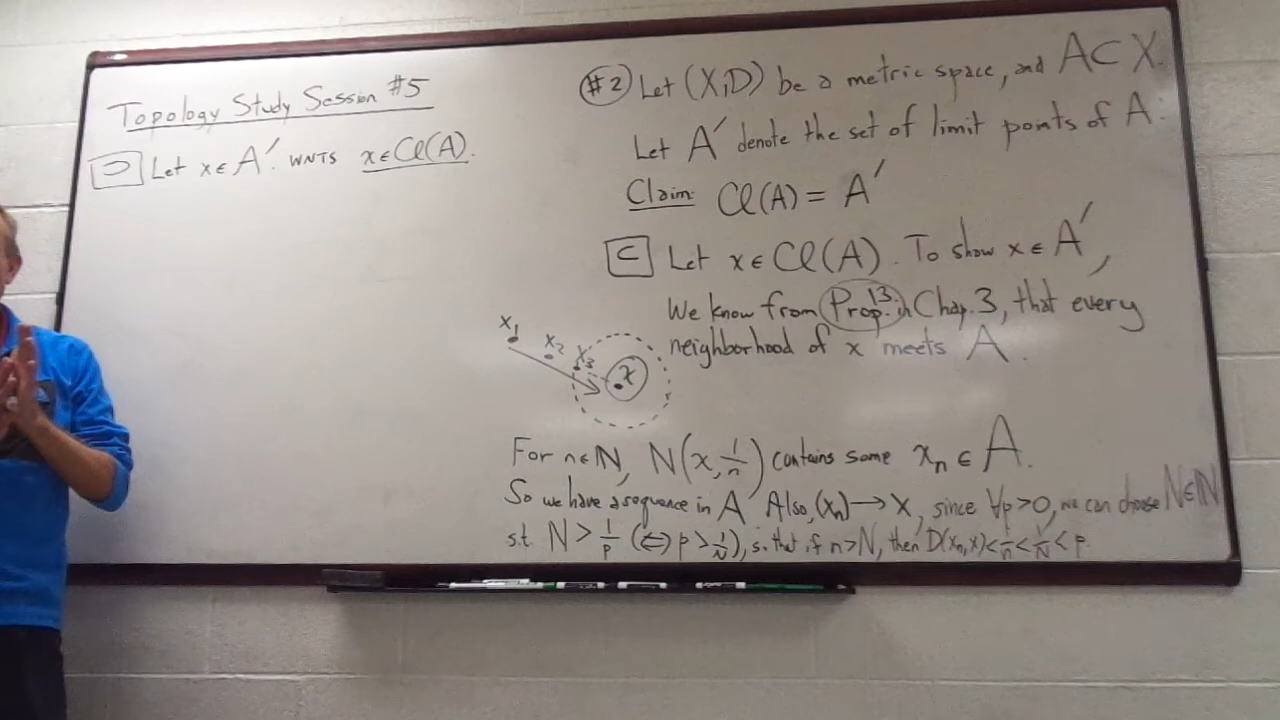 Topology Study Session #5
⊃ Let x ∈ A'. WNTS x ∈ Cl(A).
#2 Let (X,D) be a metric space, and A ⊂ X.
Let A' denote the set of limit points of A.
Claim: Cl(A) = A'
⊂ Let x ∈ Cl(A). To show x ∈ A',
We know from Prop. 13 in Chap. 3, that every
neighborhood of x meets A.
x₁ x₂ x₃ x
For n ∈ ℕ, N(x, 1/n) contains some xₙ ∈ A.
So we have a sequence in A. Also, (xₙ) → x, since ∀p>0, we can choose N ∈ ℕ
s.t. N > 1/p (⇔ p > 1/N), so that if n > N, then D(xₙ,x) < 1/n < 1/N < p.